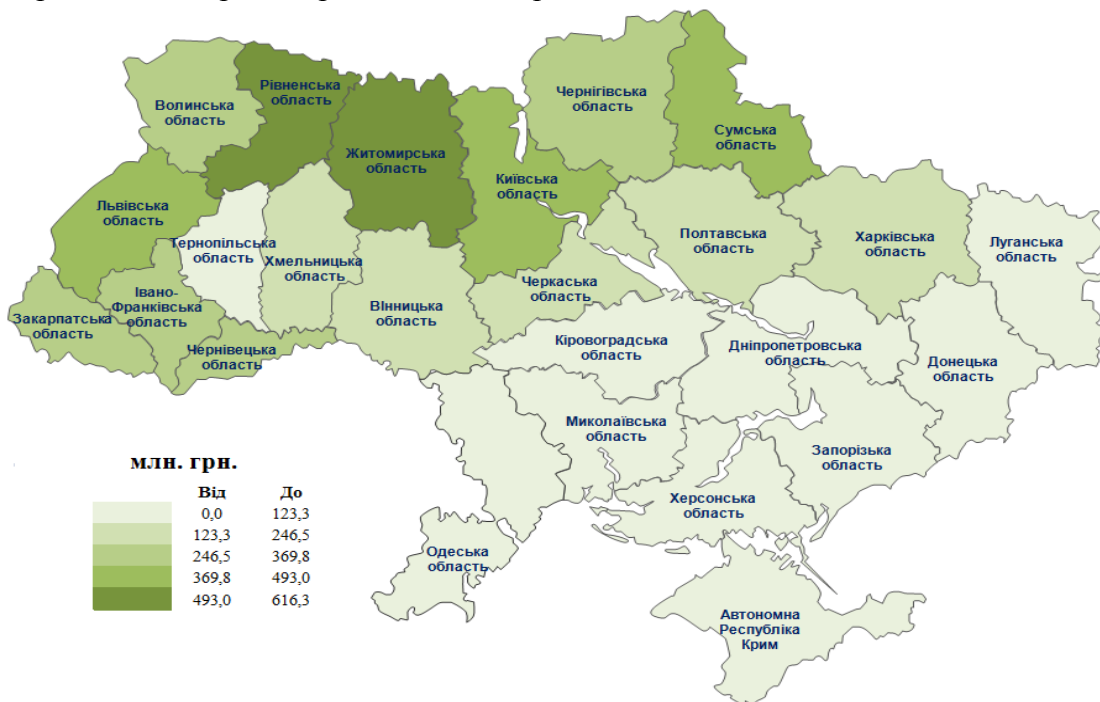 Рівненська
область
Волинська
область
Чернігівська
область
Сумська
область
Житомирська
область
Київська
область
Львівська
область
Тернопільська
область
Хмельницька
область
Полтавська
область
Харківська
область
Луганська
область
Івано-
Франківська
область
Закарпатська
область
Чернівецька
область
Вінницька
область
Черкаська
область
Кіровоградська
область
Дніпропетровська
область
Донецька
область
Миколаївська
область
Запорізька
область
Херсонська
область
Одеська
область
Автономна
Республіка
Крим
млн. грн.
Від До
0,0 123,3
123,3 246,5
246,5 369,8
369,8 493,0
493,0 616,3